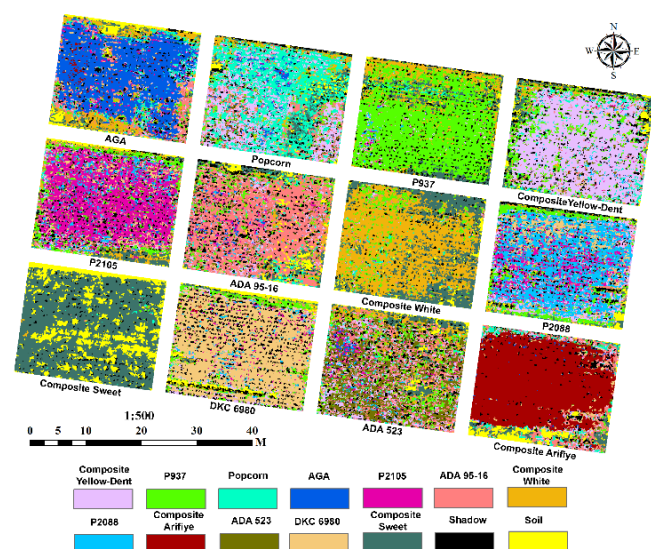 N
W E
S
AGA
Popcorn
P937
CompositeYellow-Dent
P2105
ADA 95-16
Composite White
P2088
Composite Sweet
DKC 6980
ADA 523
Composite Arifiye
1:500
0 5 10 20 30 40
M
Composite Yellow-Dent P937 Popcorn AGA P2105 ADA 95-16 Composite White
P2088 Composite Arifiye ADA 523 DKC 6980 Composite Sweet Shadow Soil